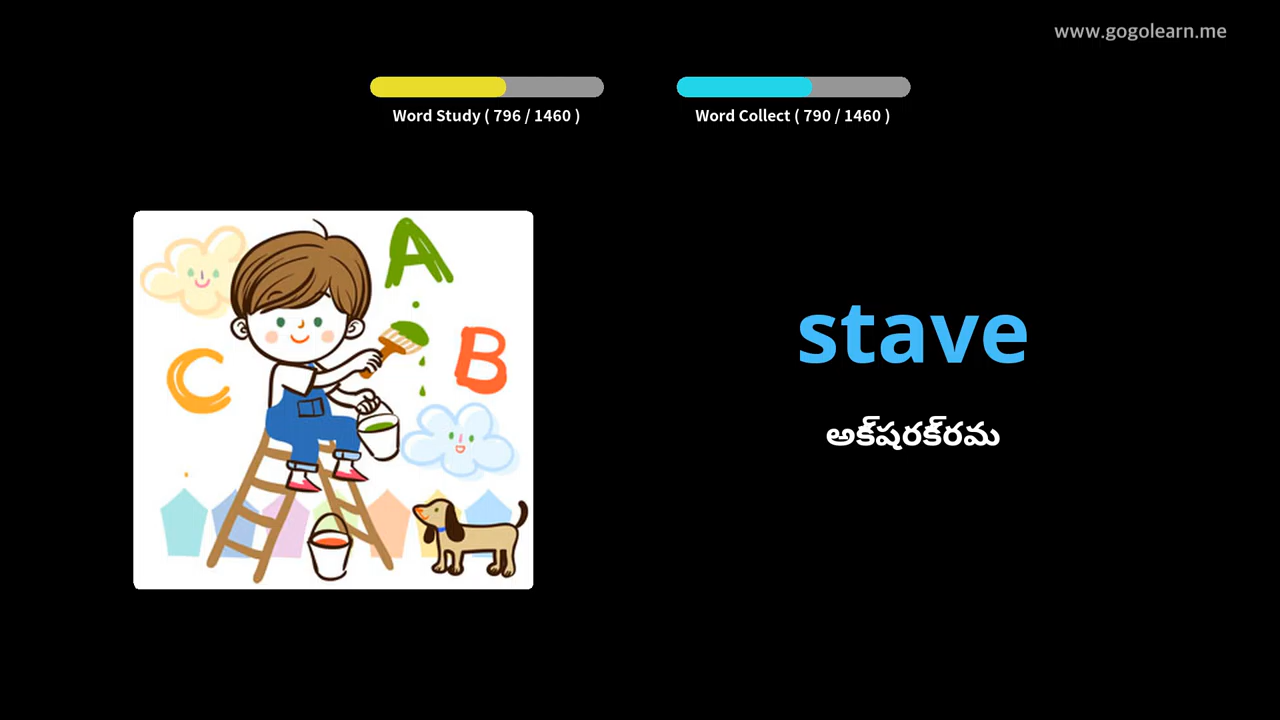 www.gogolearn.me
Word Study ( 796 / 1460 )
Word Collect ( 790 / 1460 )
A
B
C
stave
అక్షరక్రమ